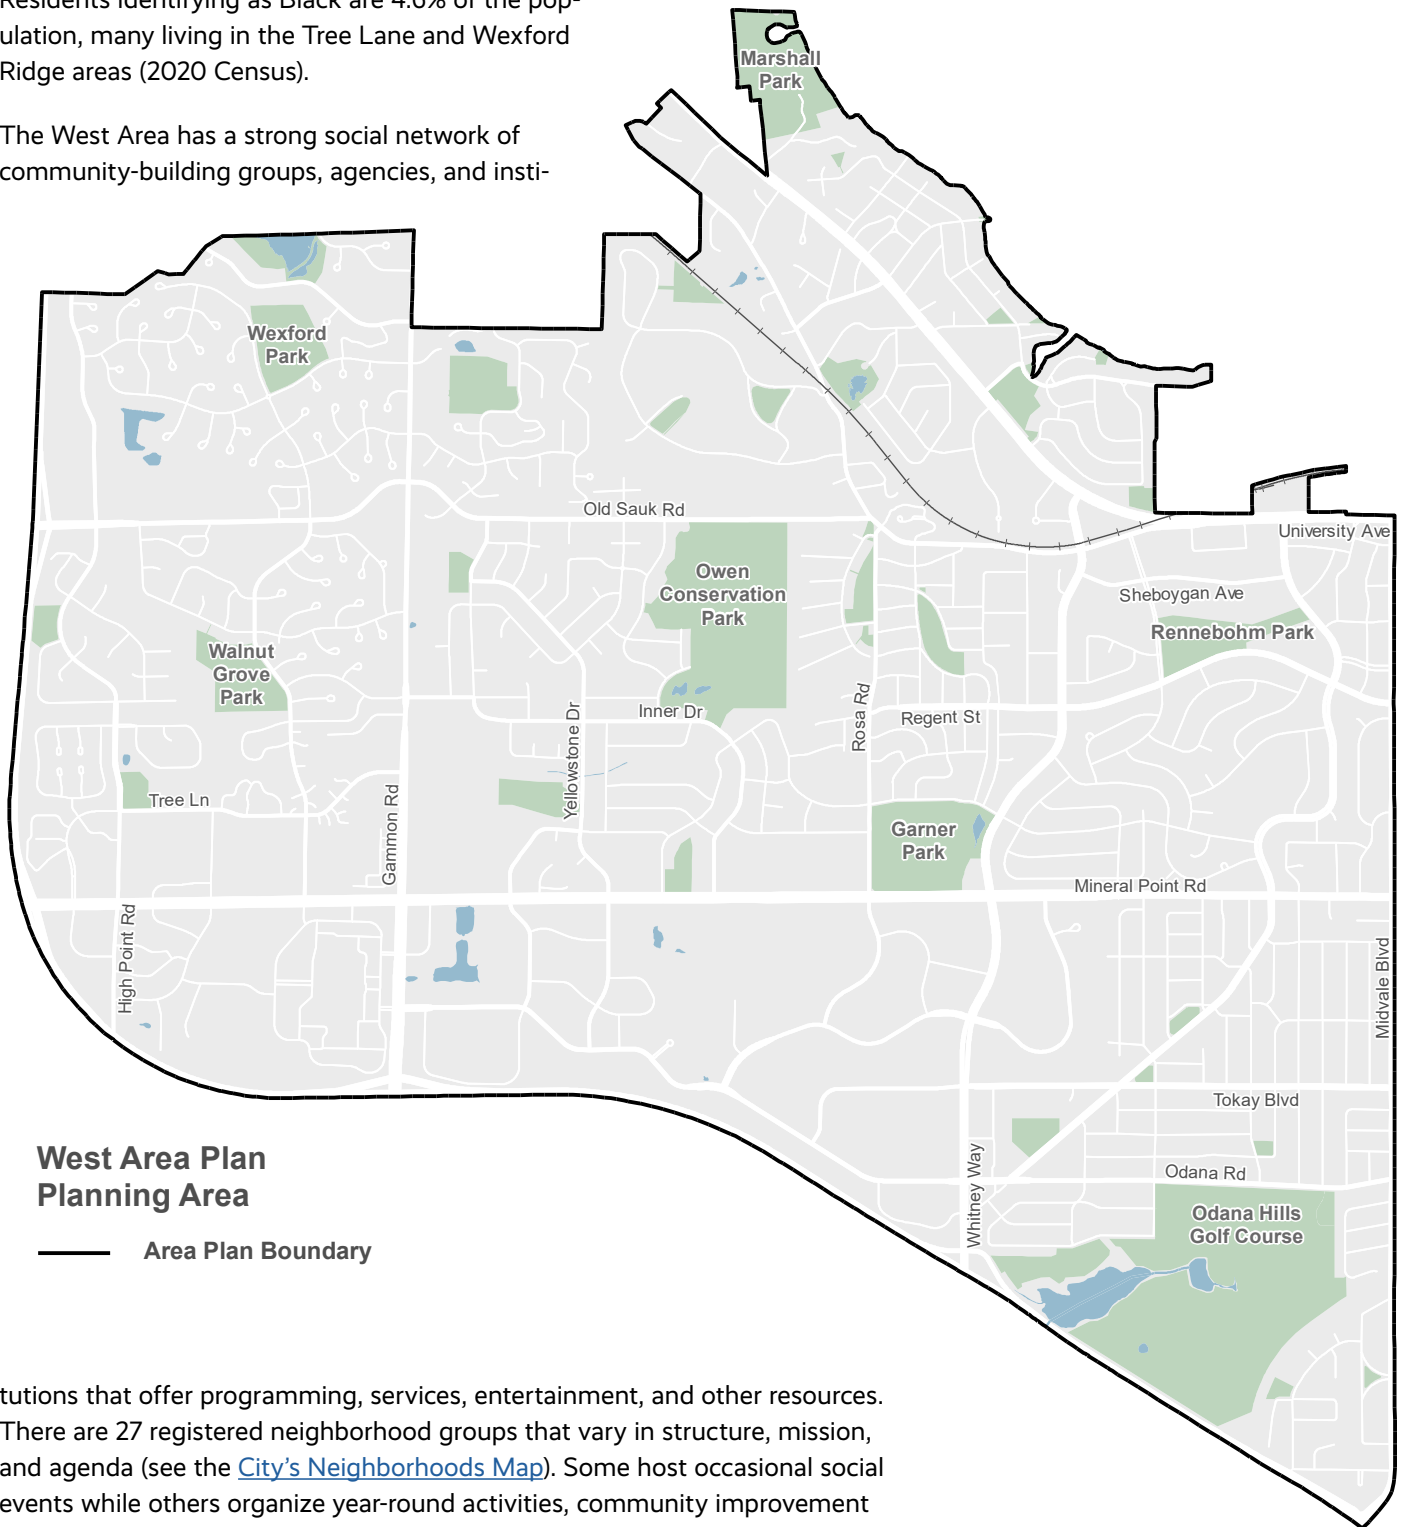 Residents identifying as Black are 4.6% of the pop-
ulation, many living in the Tree Lane and Wexford
Ridge areas (2020 Census).
The West Area has a strong social network of
community-building groups, agencies, and insti-
Marshall
Park
Wexford
Park
Old Sauk Rd
University Ave
Owen
Conservation
Park
Sheboygan Ave
Rennebohm Park
Walnut
Grove
Park
Inner Dr
Yellowstone Dr
Rosa Rd
Regent St
Tree Ln
Gammon Rd
Garner
Park
Mineral Point Rd
High Point Rd
Midvale Blvd
Tokay Blvd
Whitney Way
Odana Rd
Odana Hills
Golf Course
West Area Plan
Planning Area
Area Plan Boundary
tutions that offer programming, services, entertainment, and other resources.
There are 27 registered neighborhood groups that vary in structure, mission,
and agenda (see the City's Neighborhoods Map). Some host occasional social
events while others organize year-round activities, community improvement